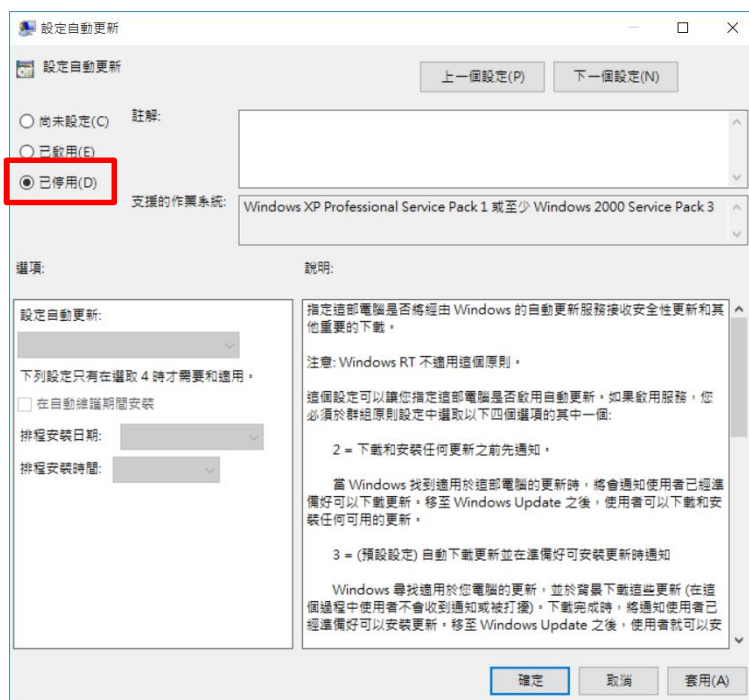 設定自動更新
設定自動更新
上一個設定(P)
下一個設定(N)
尚未設定(C)
註解:
已啟用(E)
已停用(D)
支援的作業系統:
Windows XP Professional Service Pack 1 或至少 Windows 2000 Service Pack 3
選項:
說明:
設定自動更新:
下列設定只有在選取 4 時才需要和適用。
在自動維護期間安裝
排程安裝日期:
排程安裝時間:
指定這部電腦是否將經由 Windows 的自動更新服務接收安全性更新和其
他重要的下載。
注意: Windows RT 不適用這個原則。
這個設定可以讓您指定這部電腦是否啟用自動更新。如果啟用服務，您
必須於群組原則設定中選取以下四個選項的其中一個:
2 = 下載和安裝任何更新之前先通知。
當 Windows 找到適用於這部電腦的更新時，將會通知使用者已經準
備好可以下載更新。移至 Windows Update 之後，使用者可以下載和安
裝任何可用的更新。
3 = (預設設定) 自動下載更新並在準備好可安裝更新時通知
Windows 尋找適用於您電腦的更新，並於背景下載這些更新 (在這
個過程中使用者不會收到通知或被打擾)。下載完成時，將通知使用者已
經準備好可以安裝更新。移至 Windows Update 之後，使用者就可以安
確定
取消
套用(A)